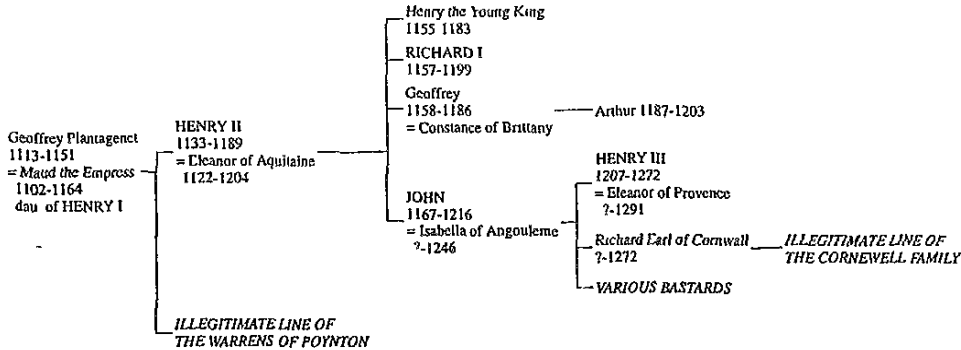 Geoffrey Plantagenet
1113-1151
= Maud the Empress
1102-1164
dau of HENRY I
HENRY II
1133-1189
= Eleanor of Aquitaine
1122-1204
ILLEGITIMATE LINE OF
THE WARRENS OF POYNTON
Henry the Young King
1155 1183
RICHARD I
1157-1199
Geoffrey
1158-1186
= Constance of Brittany
Arthur 1187-1203
JOHN
1167-1216
= Isabella of Angouleme
?-1246
HENRY III
1207-1272
= Eleanor of Provence
?-1291
Richard Earl of Cornwall
?-1272
ILLEGITIMATE LINE OF
THE CORNEWELL FAMILY
VARIOUS BASTARDS